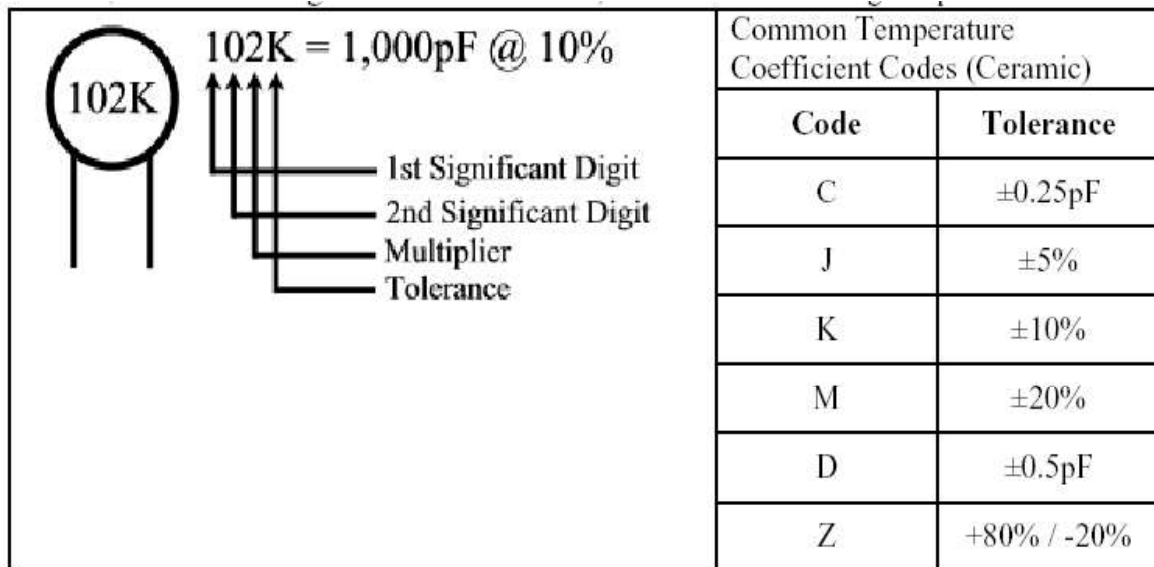 102K = 1,000pF @ 10%
102K
1st Significant Digit
2nd Significant Digit
Multiplier
Tolerance
Common Temperature
Coefficient Codes (Ceramic)
Code Tolerance
C ±0.25pF
J ±5%
K ±10%
M ±20%
D ±0.5pF
Z +80% / -20%